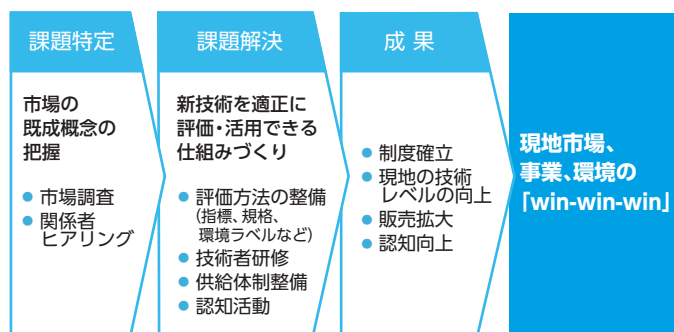 課題特定
市場の
既成概念の
把握
● 市場調査
● 関係者
ヒアリング
課題解決
新技術を適正に
評価・活用できる
仕組みづくり
● 評価方法の整備
(指標、規格、
環境ラベルなど)
● 技術者研修
● 供給体制整備
● 認知活動
成 果
● 制度確立
● 現地の技術
レベルの向上
● 販売拡大
● 認知向上
現地市場、
事業、環境の
「win-win-win」